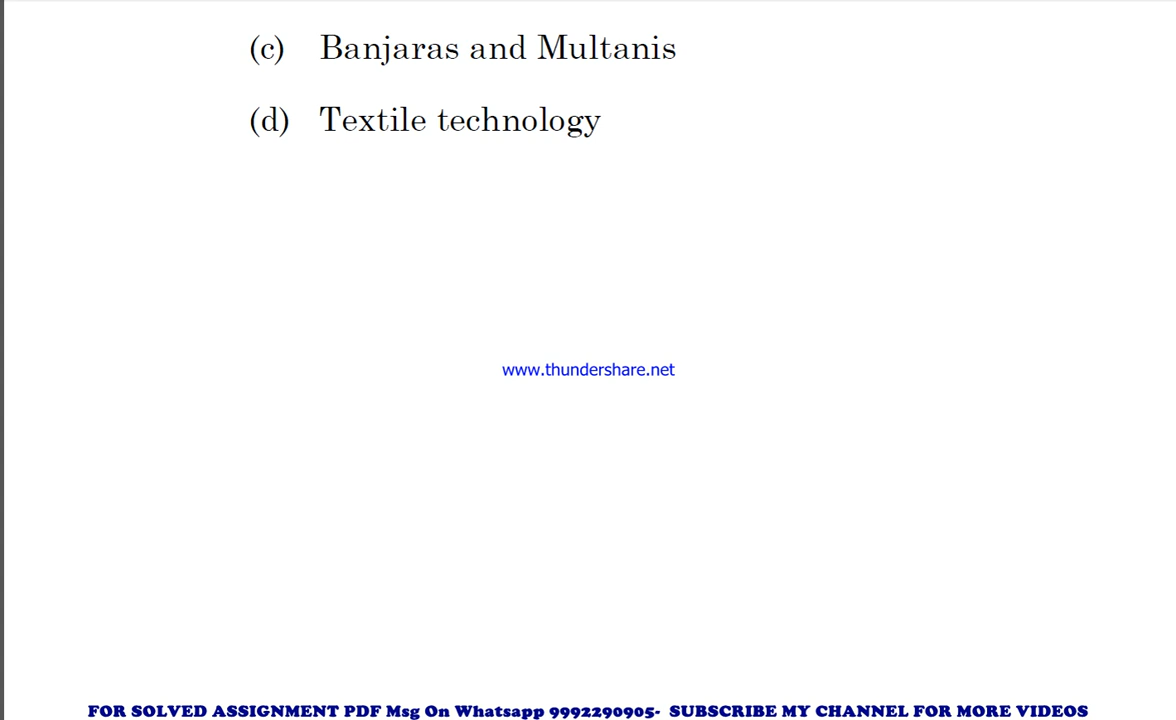 (c) Banjaras and Multanis
(d) Textile technology
www.thundershare.net
FOR SOLVED ASSIGNMENT PDF Msg On Whatsapp 9992290905- SUBSCRIBE MY CHANNEL FOR MORE VIDEOS